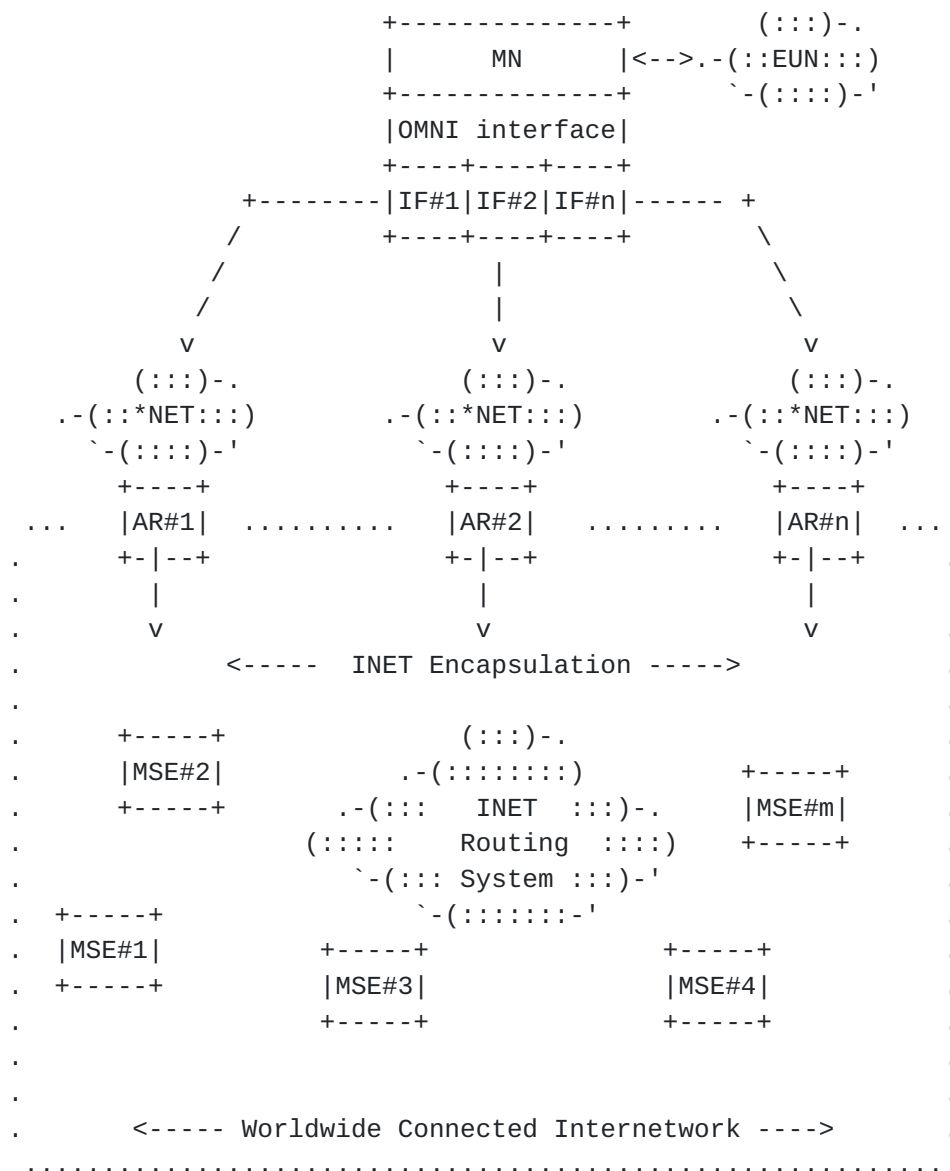 +--------------+        (:::)-.
                        |      MN      |<-->.-(::EUN:::)
                        +--------------+      `-(::::)-'
                        |OMNI interface|
                        +----+----+----+
               +--------|IF#1|IF#2|IF#n|------ +
              /         +----+----+----+        \
             /                 |                 \
            /                  |                  \
           v                   v                   v
        (:::)-.             (:::)-.              (:::)-.
   .-(::*NET:::)        .-(::*NET:::)        .-(::*NET:::)
     `-(::::)-'           `-(::::)-'           `-(::::)-'
       +----+               +----+               +----+
 ...   |AR#1|  ..........   |AR#2|   .........   |AR#n|  ...
.      +-|--+               +-|--+               +-|--+     .
.        |                    |                    |        .
.        v                    v                    v        .
.             <-----  INET Encapsulation ----->             .
.                                                           .
.      +-----+               (:::)-.                        .
.      |MSE#2|           .-(::::::::)          +-----+      .
.      +-----+       .-(:::   INET  :::)-.     |MSE#m|      .
.                  (:::::    Routing  ::::)    +-----+      .
.                     `-(::: System :::)-'                  .
.  +-----+                `-(:::::::-'                      .
.  |MSE#1|          +-----+               +-----+           .
.  +-----+          |MSE#3|               |MSE#4|           .
.                   +-----+               +-----+           .
.                                                           .
.                                                           .
.       <----- Worldwide Connected Internetwork ---->       .
 ...........................................................